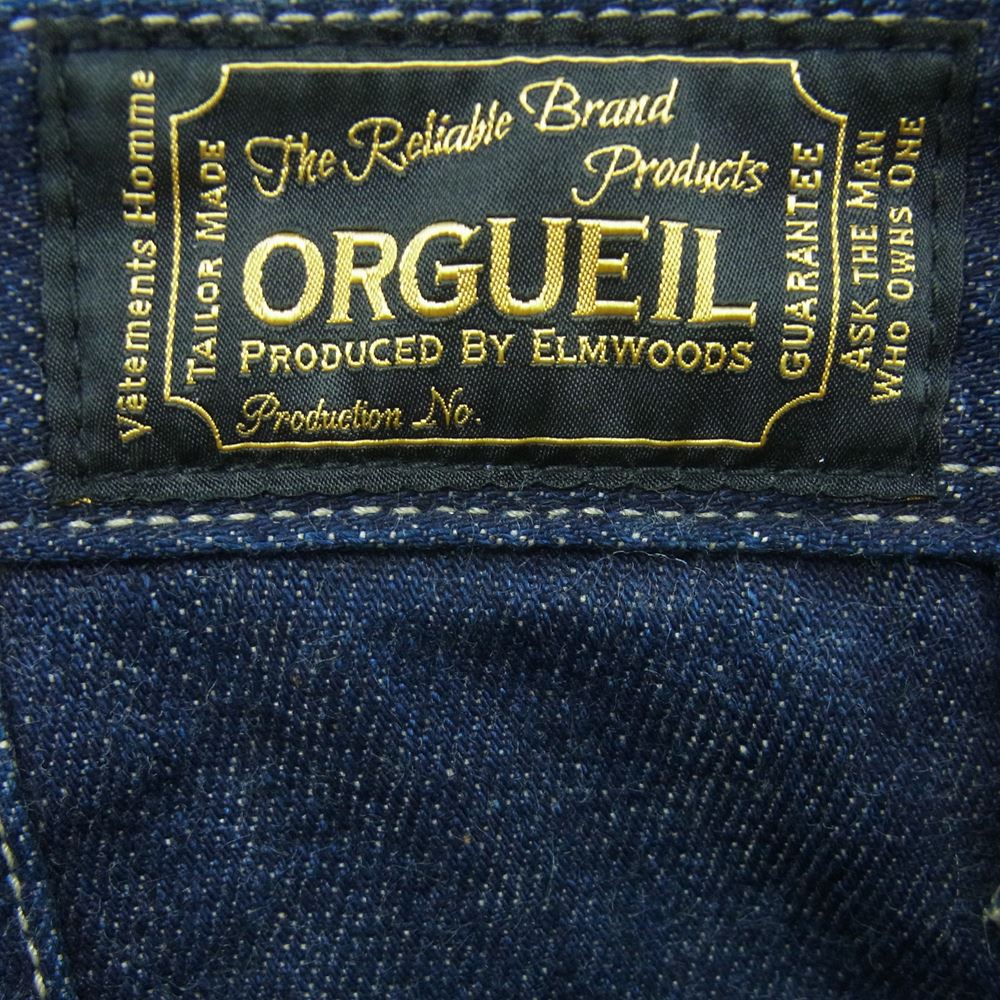 Vêtements Homme
TAILOR MADE
The Reliable Brand
Products
ORGUEIL
PRODUCED BY ELMWOODS
Production No.
GUARANTEE
ASK THE MAN
WHO OWNS ONE